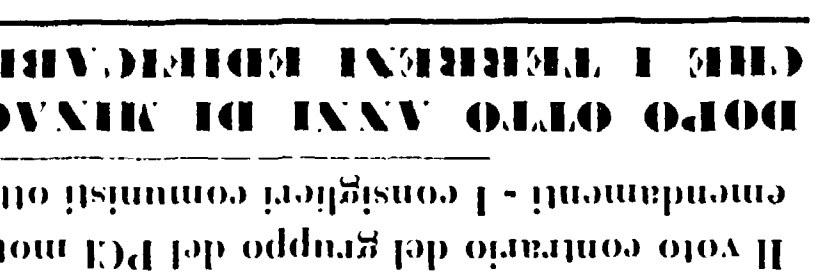 Il voto contrario del gruppo del PCI mot
emendamenti - I consiglieri comunisti ott
DOPO OTTO ANNI DI MINAC
CHE I TERRENI EDIFICABI